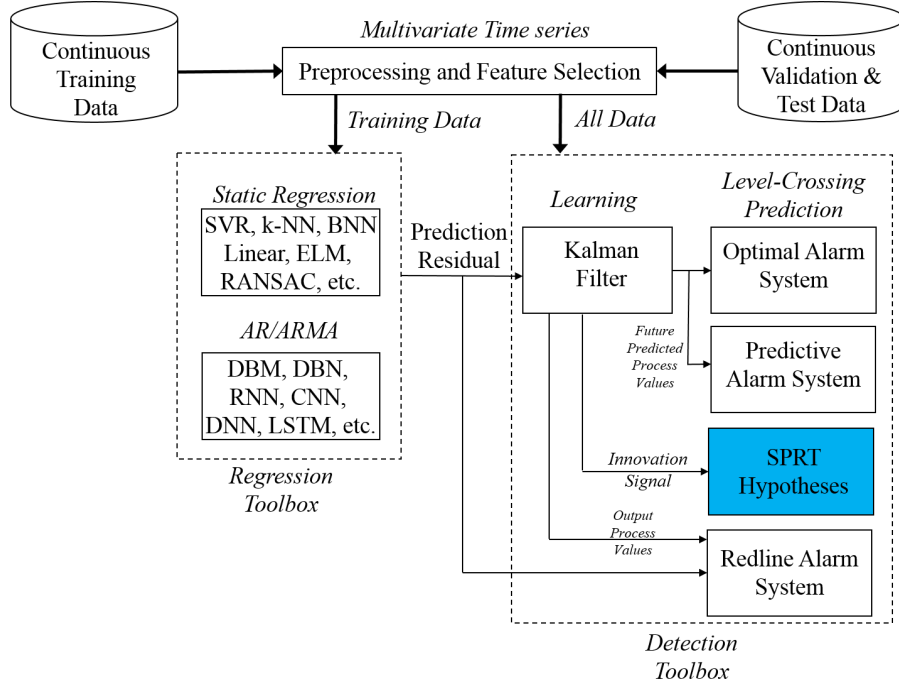 Continuous
Training
Data
Multivariate Time series
Preprocessing and Feature Selection
Continuous
Validation &
Test Data
Training Data
All Data
Static Regression
SVR, k-NN, BNN
Linear, ELM,
RANSAC, etc.
AR/ARMA
DBM, DBN,
RNN, CNN,
DNN, LSTM, etc.
Regression
Toolbox
Prediction
Residual
Learning
Kalman
Filter
Level-Crossing
Prediction
Optimal Alarm
System
Future
Predicted
Process
Values
Predictive
Alarm System
Innovation
Signal
SPRT
Hypotheses
Output
Process
Values
Redline Alarm
System
Detection
Toolbox